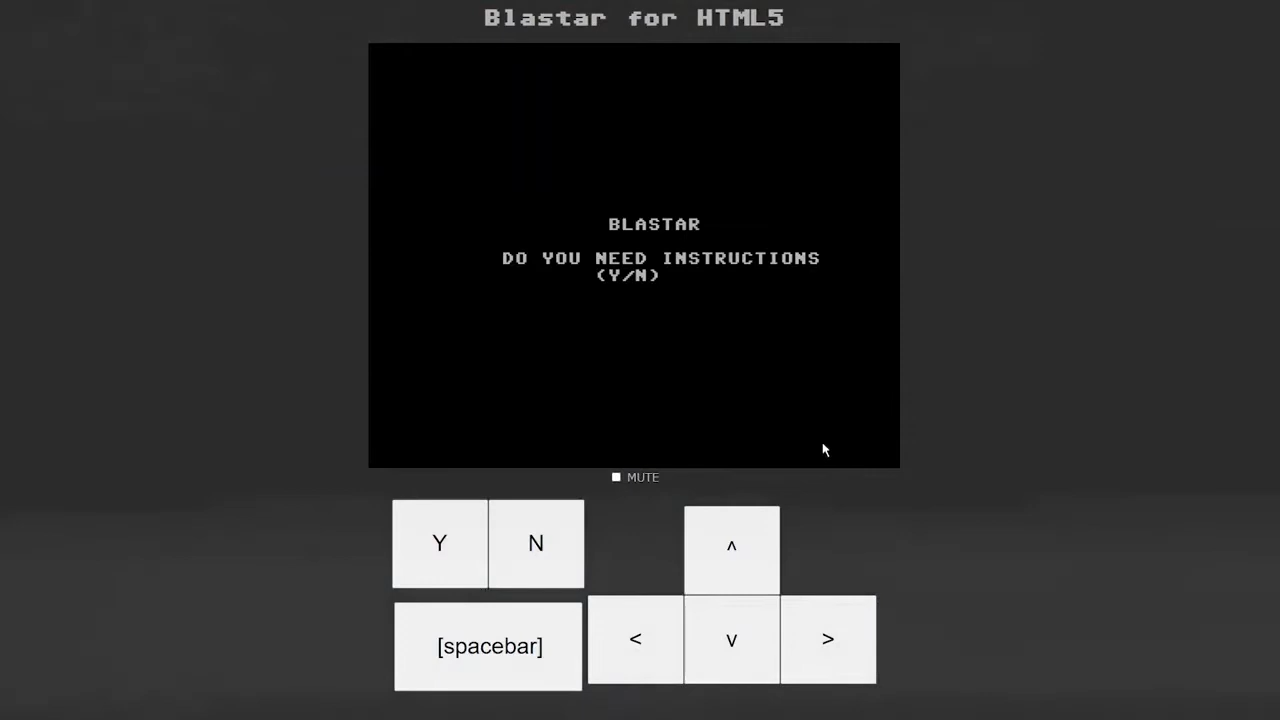 Blastar for HTML5
BLASTAR
DO YOU NEED INSTRUCTIONS
(Y/N)
MUTE
Y N ^
[spacebar] < v >